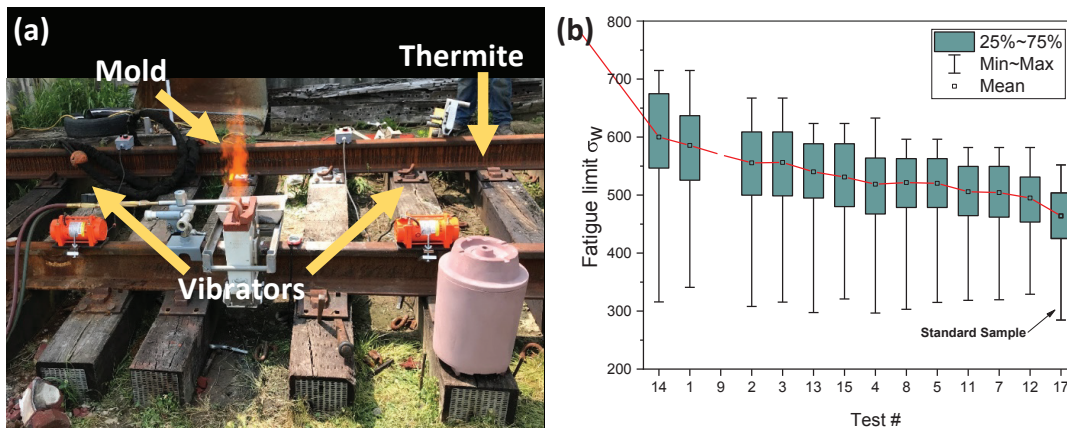 (a)
Mold
Thermite
Vibrators
(b)
Fatigue limit σw
800
700
600
500
400
300
200
25%~75%
Min~Max
Mean
Standard Sample
14 1 9 2 3 13 15 4 8 5 11 7 12 17
Test #